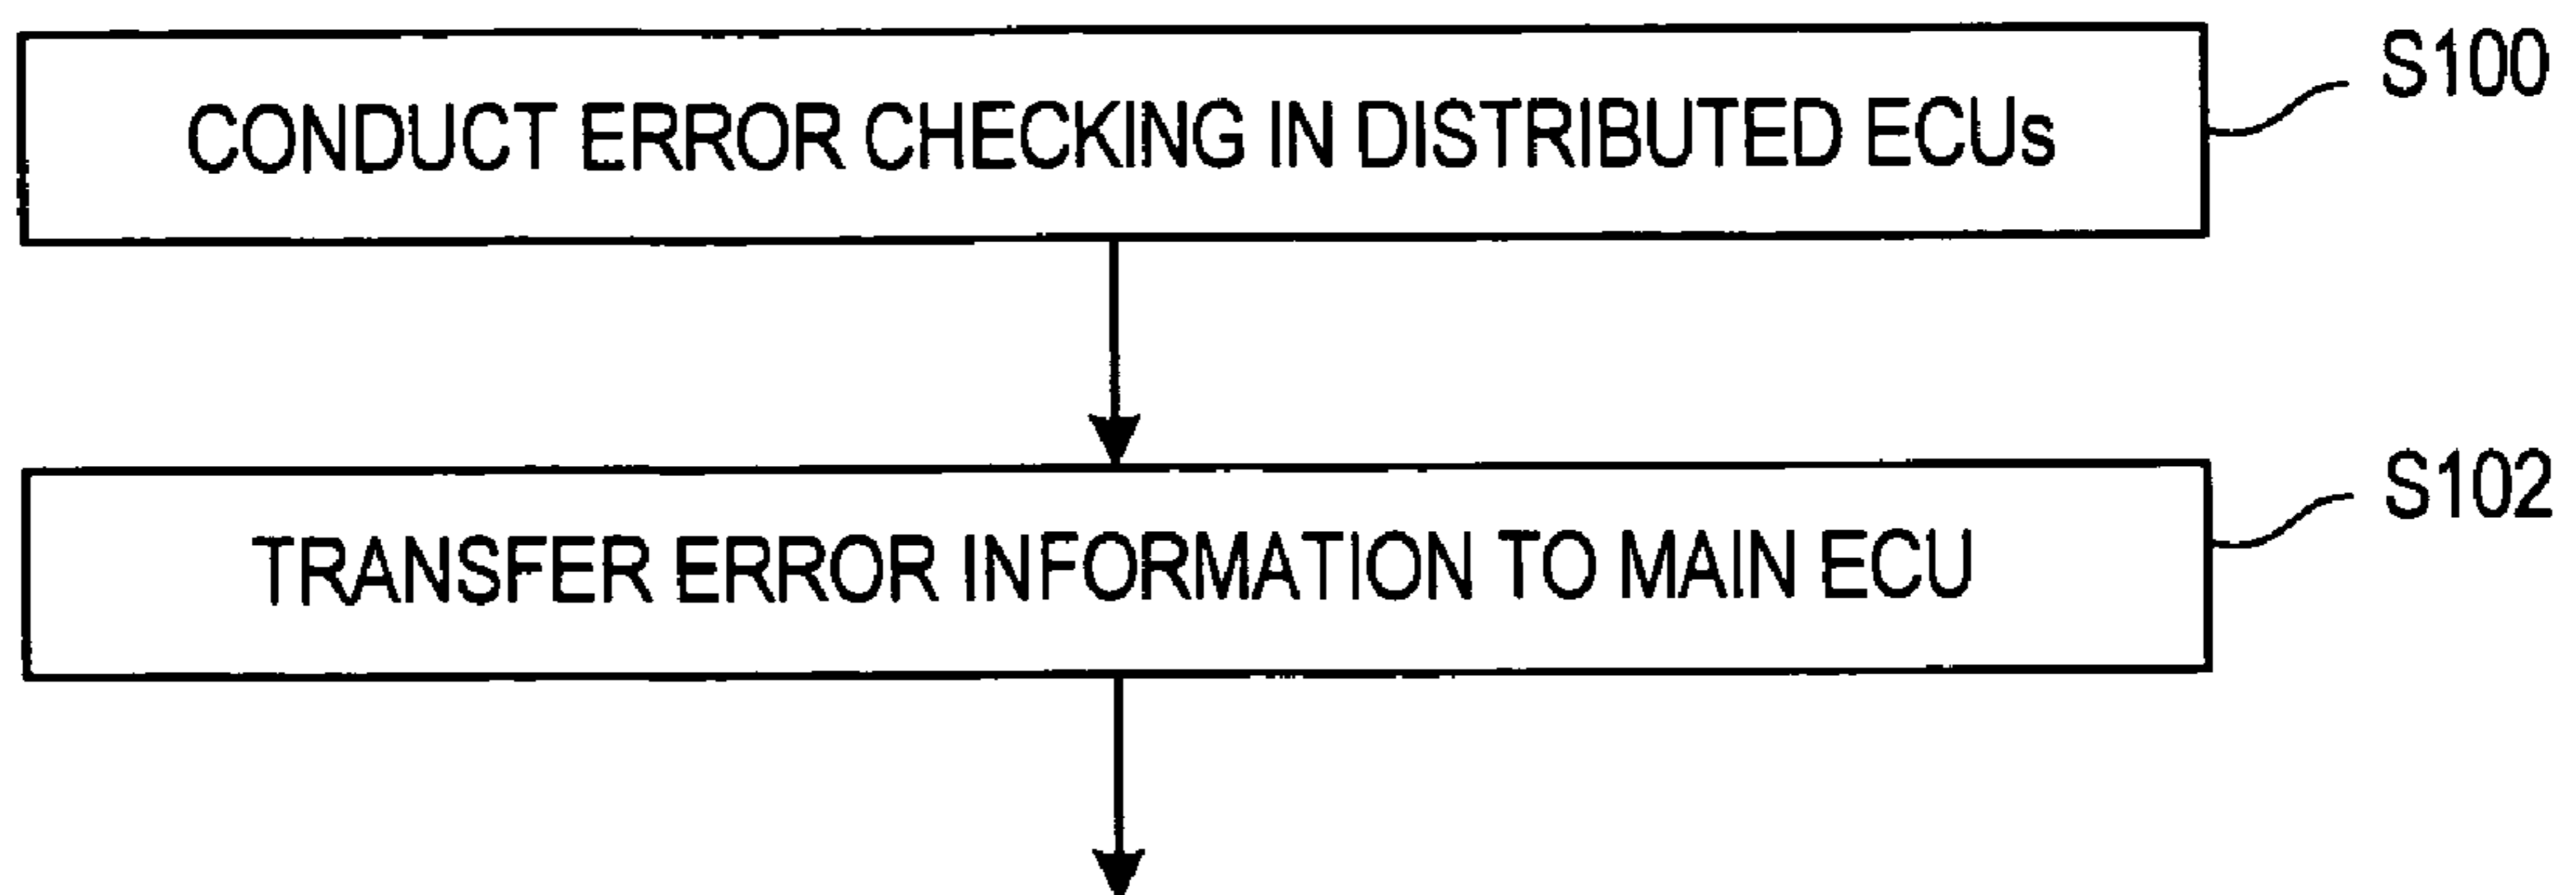 CONDUCT ERROR CHECKING IN DISTRIBUTED ECUs
S100
TRANSFER ERROR INFORMATION TO MAIN ECU
S102